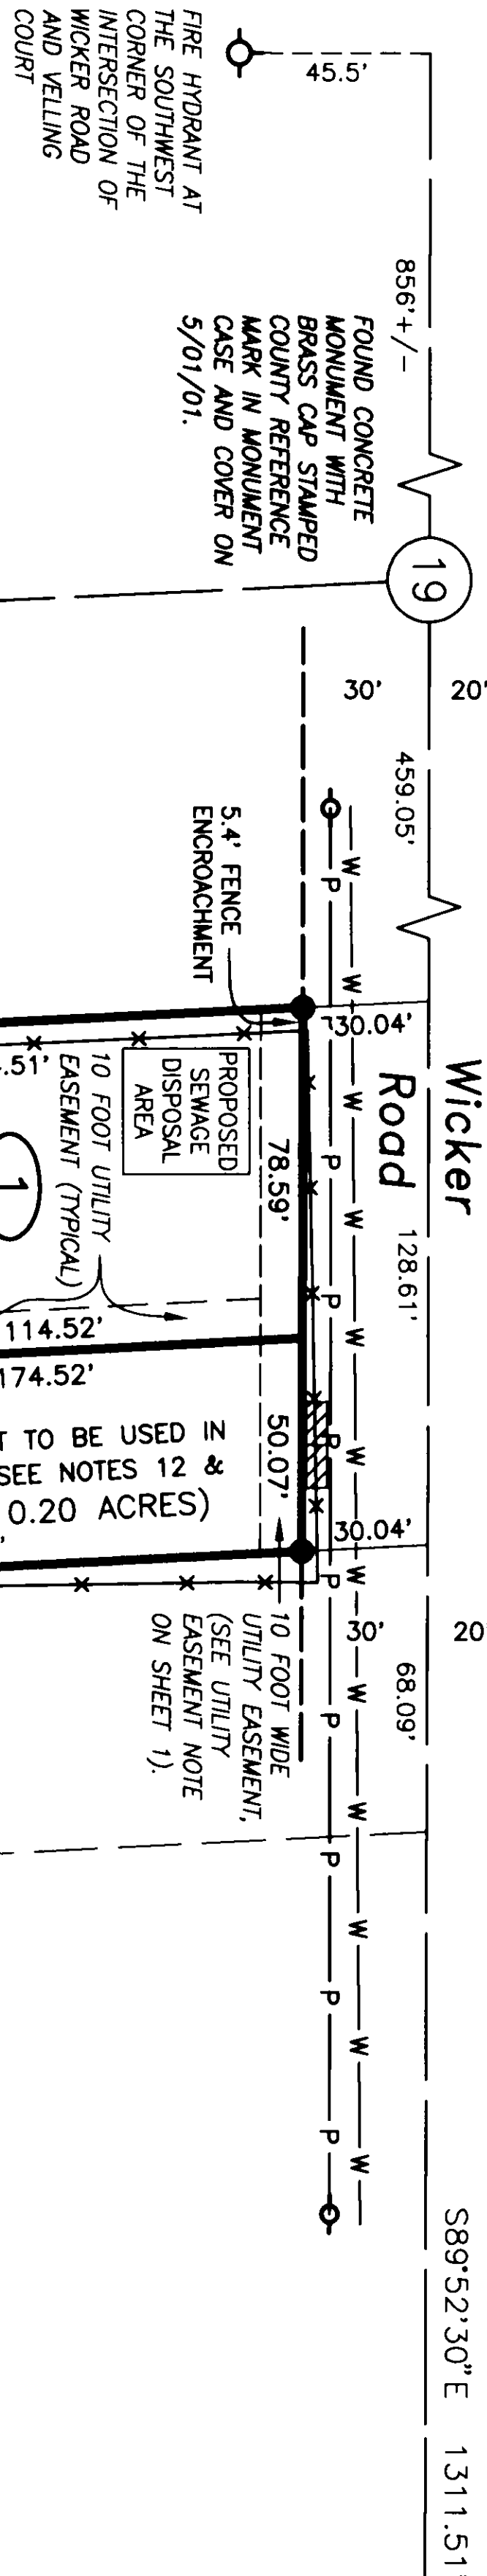 45.5'
FIRE HYDRANT AT
THE SOUTHWEST
CORNER OF THE
INTERSECTION OF
WICKER ROAD
AND VELLING
COURT
856'+/-
FOUND CONCRETE
MONUMENT WITH
BRASS CAP STAMPED
COUNTY REFERENCE
MARK IN MONUMENT
CASE AND COVER ON
5/01/01.
19
20'
30'
459.05'
W W W W W W W W W W W W
P P P P P P P P P P
5.4' FENCE
ENCROACHMENT
30.04'
Wicker
Road
128.61'
PROPOSED
SEWAGE
DISPOSAL
AREA
78.59'
10 FOOT UTILITY
EASEMENT (TYPICAL)
.51'
1
114.52'
174.52'
50.07'
T TO BE USED IN
SEE NOTES 12 &
0.20 ACRES)
30.04'
20
30'
68.09'
10 FOOT WIDE
UTILITY EASEMENT,
(SEE UTILITY
EASEMENT NOTE
ON SHEET 1).
S89°52'30"E 1311.51